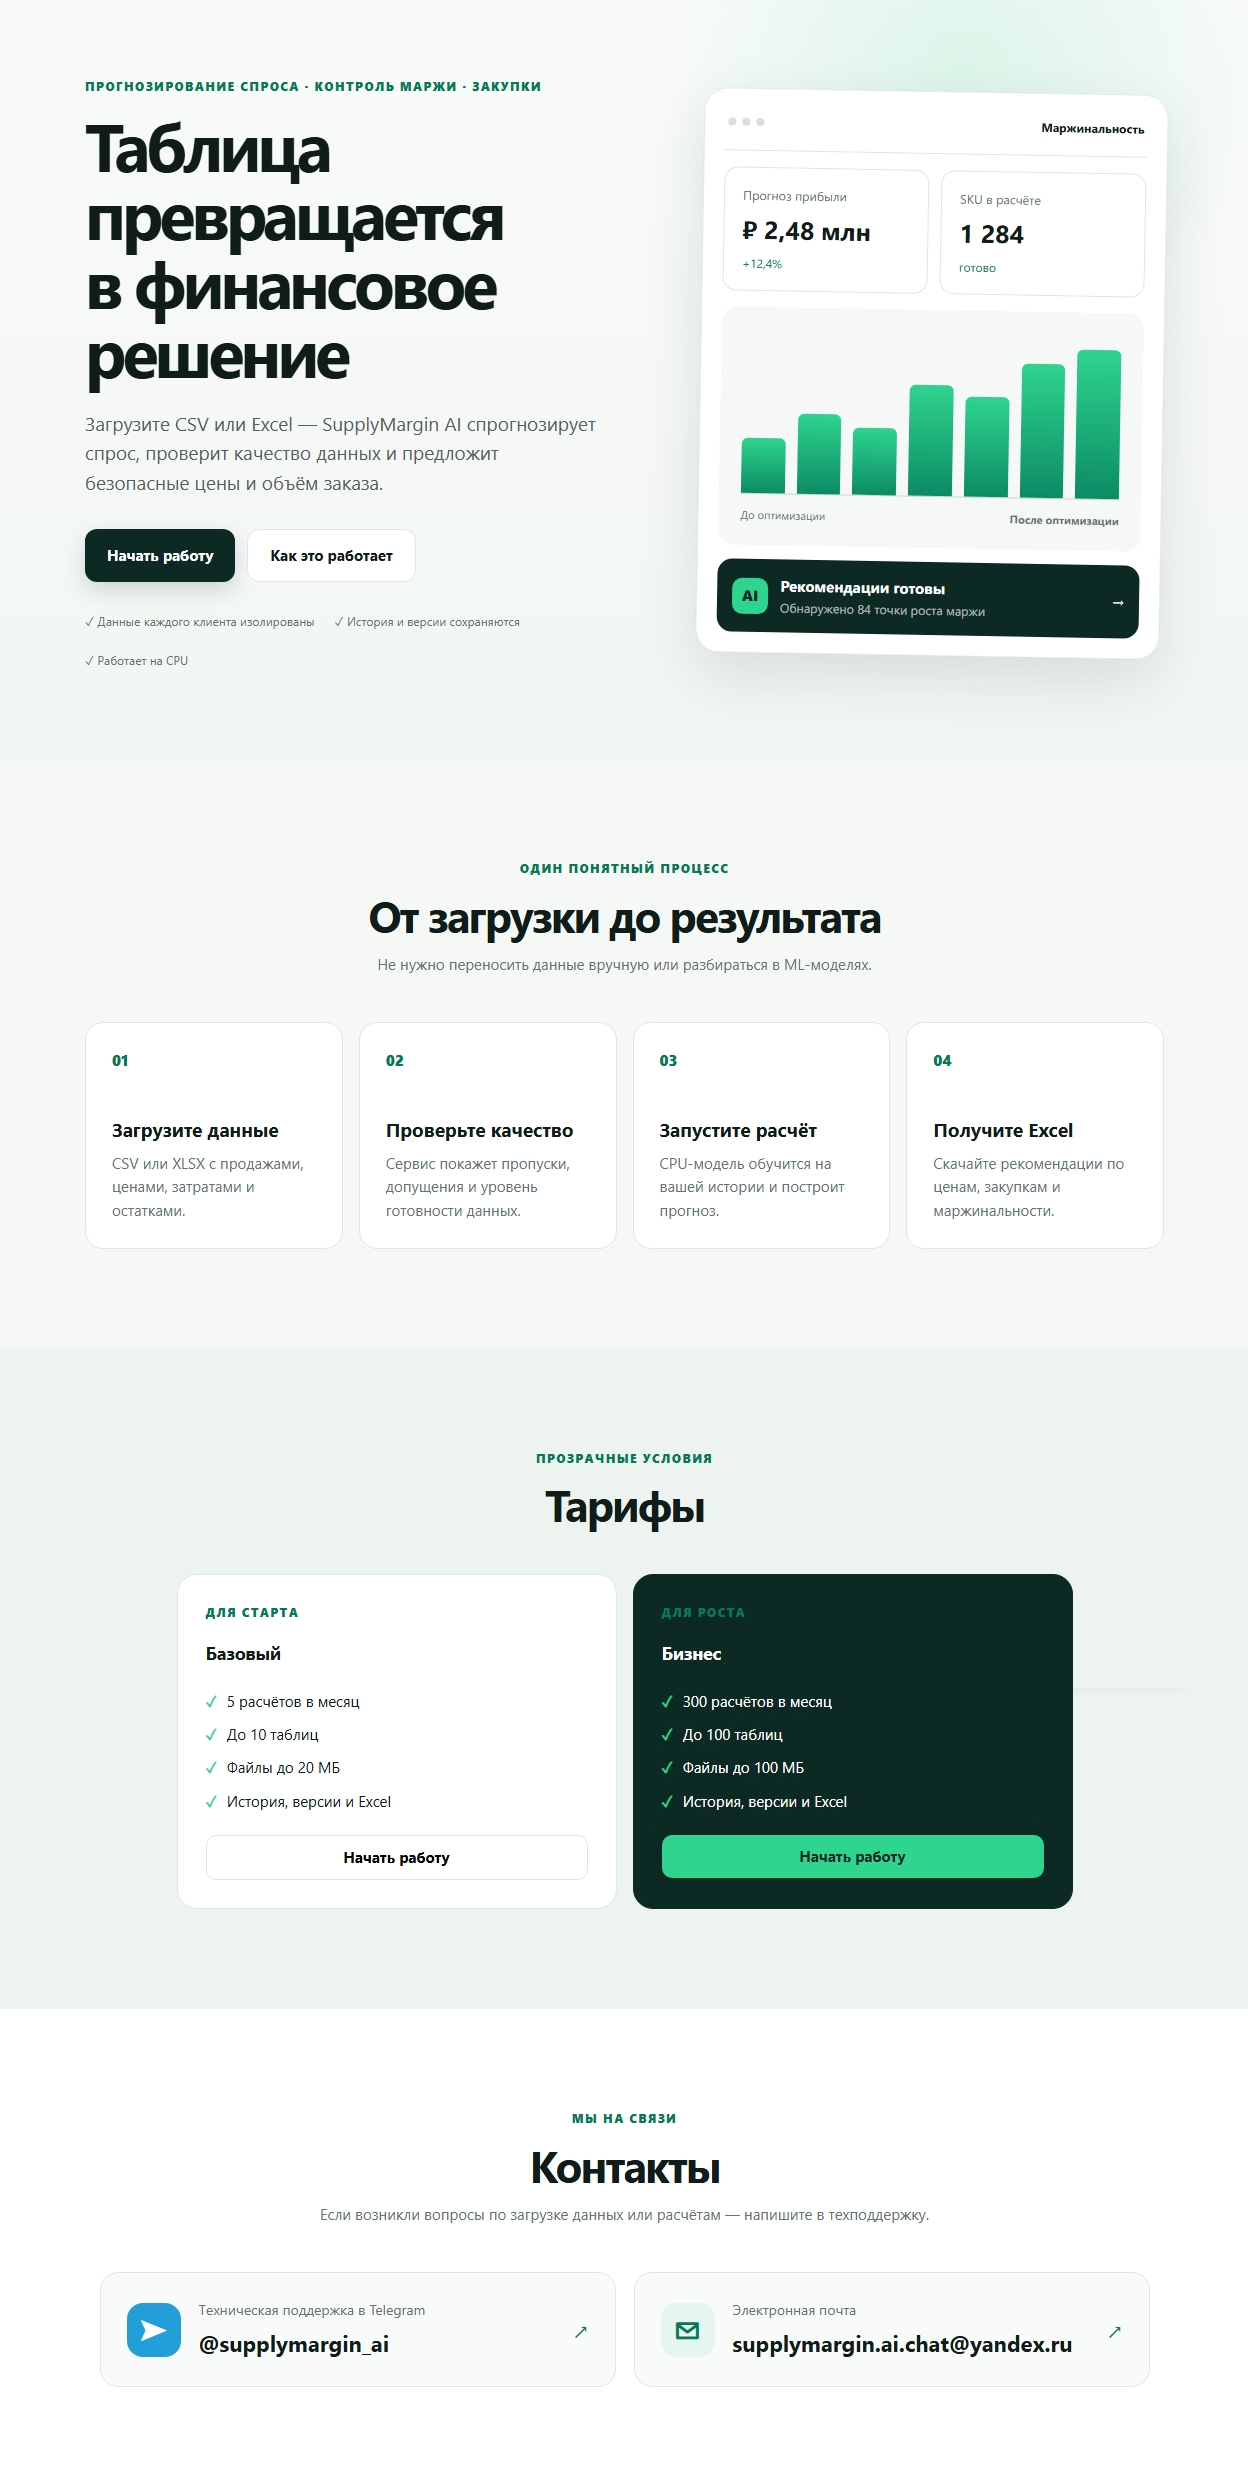 ПРОГНОЗИРОВАНИЕ СПРОСА · КОНТРОЛЬ МАРЖИ · ЗАКУПКИ
Таблица
превращается
в финансовое
решение
Загрузите CSV или Excel — SupplyMargin AI спрогнозирует
спрос, проверит качество данных и предложит
безопасные цены и объём заказа.
Начать работу
Как это работает
✓ Данные каждого клиента изолированы
✓ История и версии сохраняются
✓ Работает на CPU
Маржинальность
Прогноз прибыли
₽ 2,48 млн
+12,4%
SKU в расчёте
1 284
готово
До оптимизации
После оптимизации
AI
Рекомендации готовы
Обнаружено 84 точки роста маржи
→
ОДИН ПОНЯТНЫЙ ПРОЦЕСС
От загрузки до результата
Не нужно переносить данные вручную или разбираться в ML-моделях.
01
Загрузите данные
CSV или XLSX с продажами,
ценами, затратами и
остатками.
02
Проверьте качество
Сервис покажет пропуски,
допущения и уровень
готовности данных.
03
Запустите расчёт
CPU-модель обучится на
вашей истории и построит
прогноз.
04
Получите Excel
Скачайте рекомендации по
ценам, закупкам и
маржинальности.
ПРОЗРАЧНЫЕ УСЛОВИЯ
Тарифы
ДЛЯ СТАРТА
Базовый
✓ 5 расчётов в месяц
✓ До 10 таблиц
✓ Файлы до 20 МБ
✓ История, версии и Excel
Начать работу
ДЛЯ РОСТА
Бизнес
✓ 300 расчётов в месяц
✓ До 100 таблиц
✓ Файлы до 100 МБ
✓ История, версии и Excel
Начать работу
МЫ НА СВЯЗИ
Контакты
Если возникли вопросы по загрузке данных или расчётам — напишите в техподдержку.
Техническая поддержка в Telegram
@supplymargin_ai
↗
Электронная почта
supplymargin.ai.chat@yandex.ru
↗